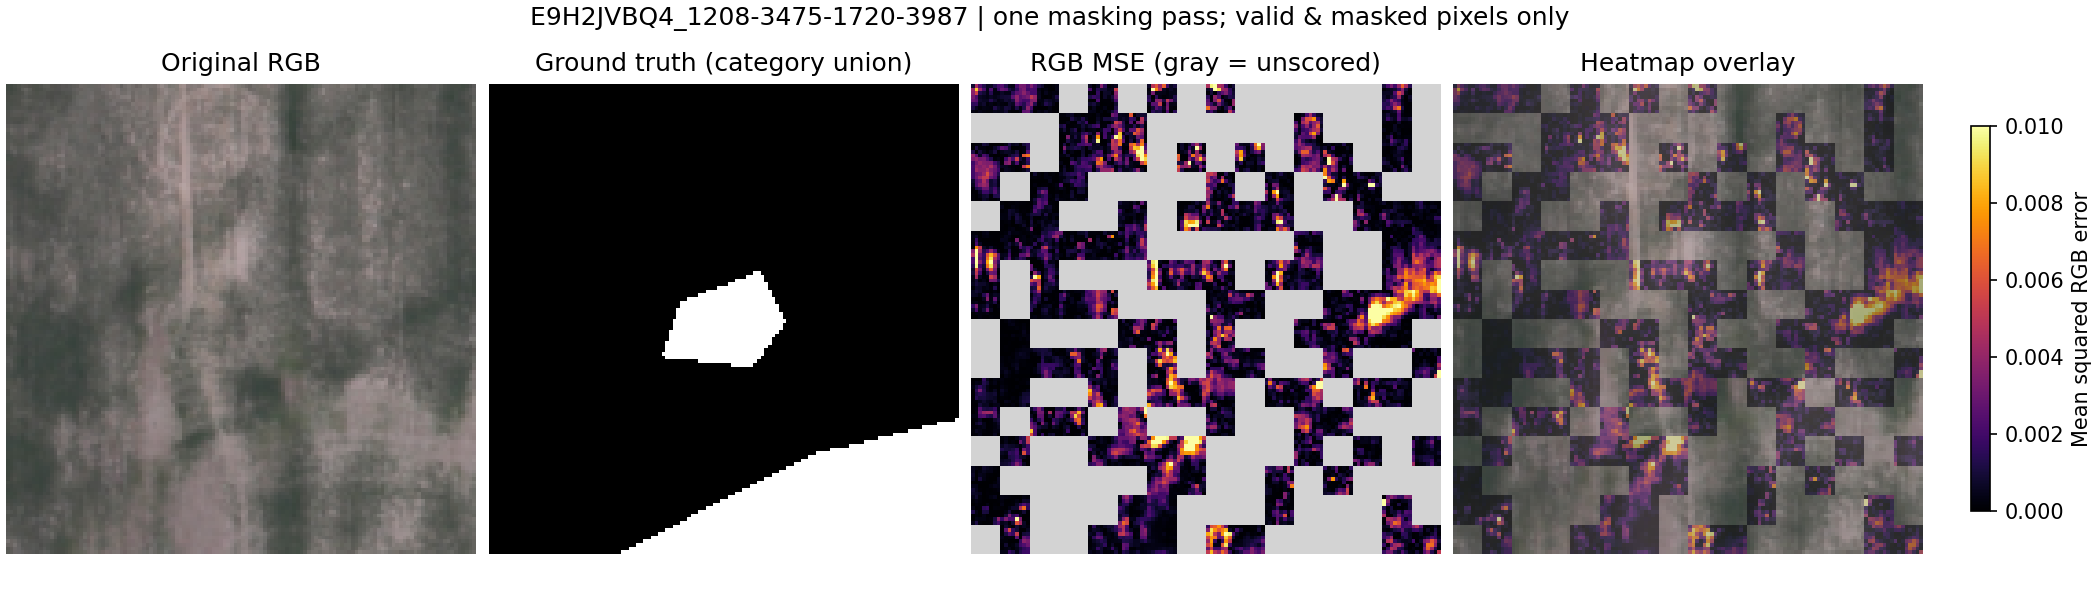 E9H2JVBQ4_1208-3475-1720-3987 | one masking pass; valid & masked pixels only
Original RGB
Ground truth (category union)
RGB MSE (gray = unscored)
Heatmap overlay
0.010
0.008
0.006
0.004
0.002
0.000
Mean squared RGB error